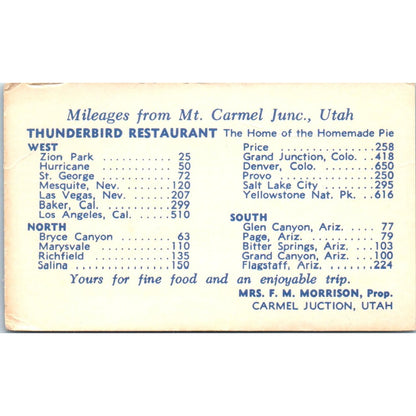 Mileages from Mt. Carmel Junc., Utah
THUNDERBIRD RESTAURANT The Home of the Homemade Pie
WEST
Zion Park .......... 25
Hurricane .......... 50
St. George .......... 72
Mesquite, Nev. ...... 120
Las Vegas, Nev. ..... 207
Baker, Cal. ......... 299
Los Angeles, Cal. .... 510
NORTH
Bryce Canyon ........ 63
Marysvale .......... 110
Richfield .......... 135
Salina ............. 150
Price .............. 258
Grand Junction, Colo. .. 418
Denver, Colo. ....... 650
Provo .............. 250
Salt Lake City ...... 295
Yellowstone Nat. Pk. .. 616
SOUTH
Glen Canyon, Ariz. .... 77
Page, Ariz. ......... 79
Bitter Springs, Ariz. .. 103
Grand Canyon, Ariz. .. 100
Flagstaff, Ariz. ..... 224
Yours for fine food and an enjoyable trip.
MRS. F. M. MORRISON, Prop.
CARMEL JUCTION, UTAH